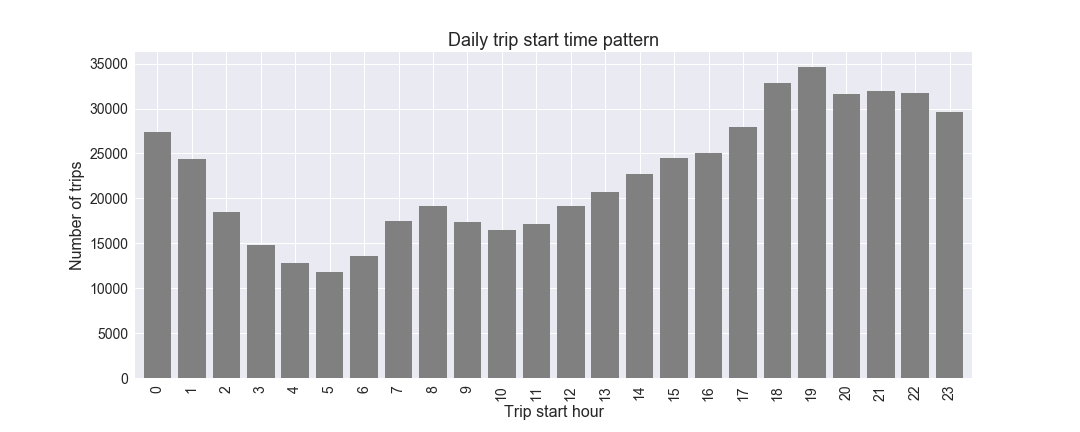 Daily trip start time pattern
Number of trips
35000
30000
25000
20000
15000
10000
5000
0
0 1 2 3 4 5 6 7 8 9 10 11 12 13 14 15 16 17 18 19 20 21 22 23
Trip start hour